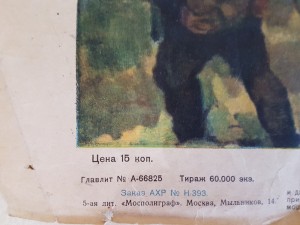 Цена 15 коп.
Главлит № А-66825 Тираж 60.000 экз.
Заказ АХР № Н-393.
5-ая лит. „Мосполиграф". Москва, Мыльников, 14.